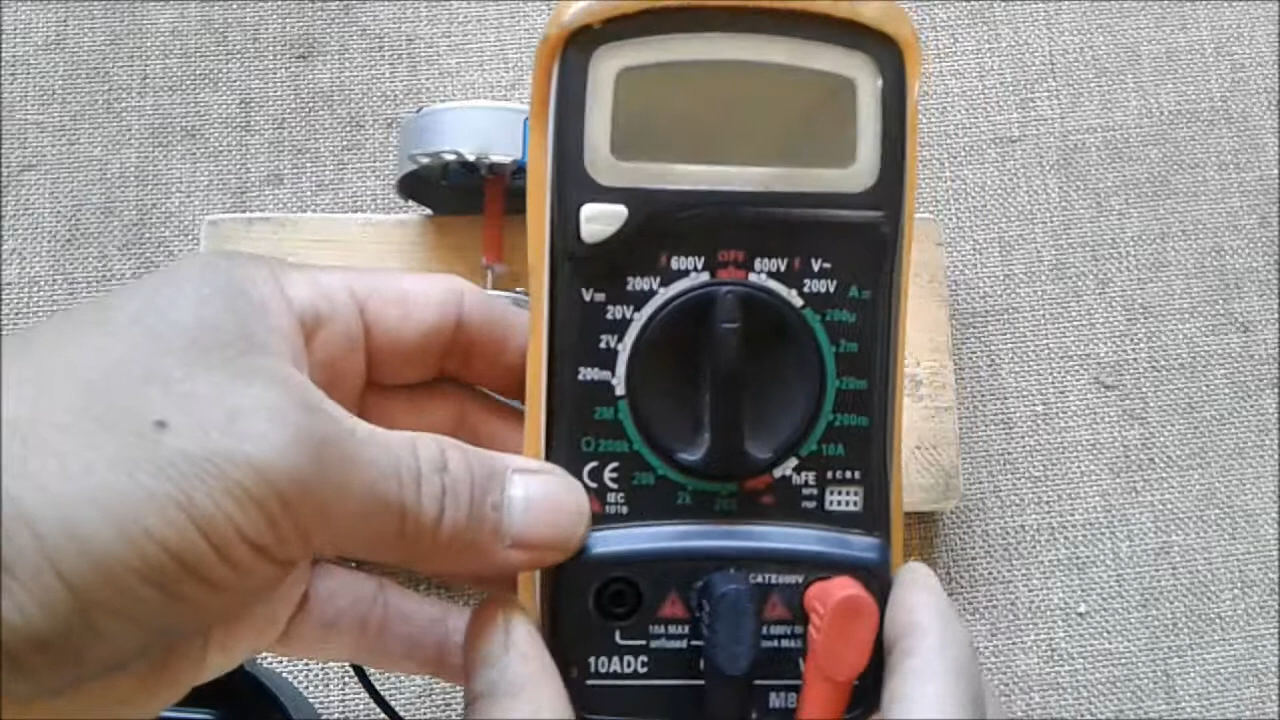 OFF
600V
600V
V~
200V
200V
A=
V=
20V
200µ
2V
2m
200m
20m
2M
200m
Ω 200k
10A
20k
hFE
E C B E
2k
CE
IEC
1010
NPN
PNP
CAT
600V
10A MAX
unfused
MAX
10ADC